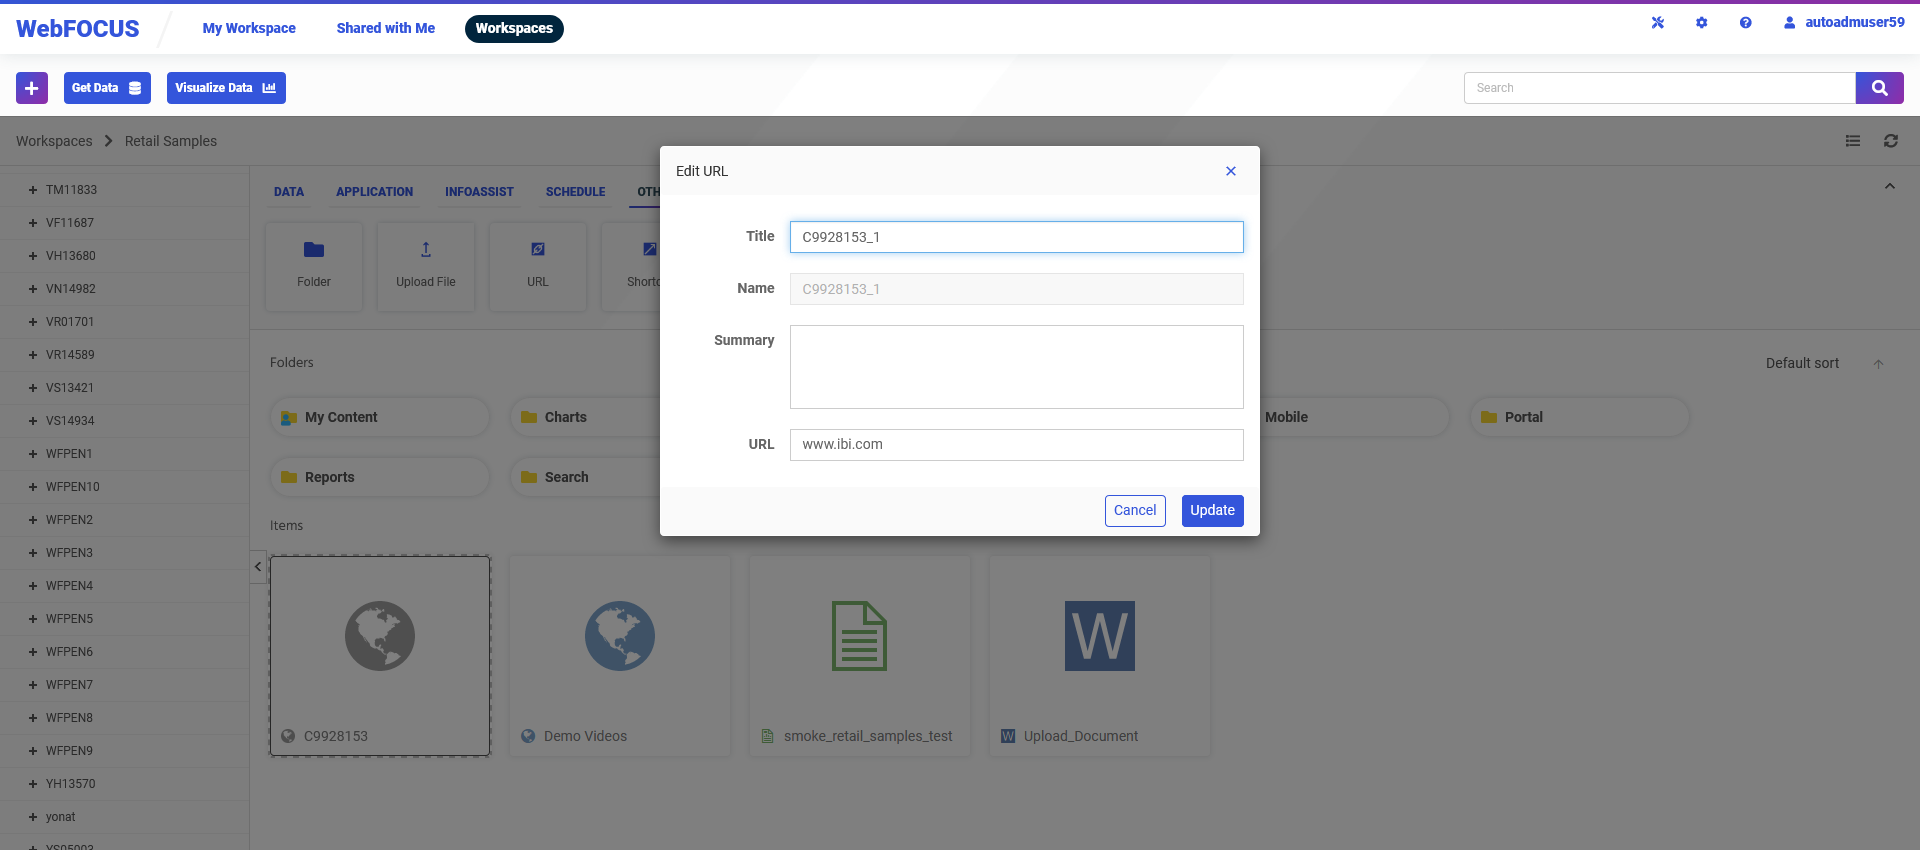 WebFOCUS
My Workspace
Shared with Me
Workspaces
autoadmuser59
Get Data
Visualize Data
Search
Workspaces
Retail Samples
TM11833
VF11687
VH13680
VN14982
VR01701
VR14589
VS13421
VS14934
WFPEN1
WFPEN10
WFPEN2
WFPEN3
WFPEN4
WFPEN5
WFPEN6
WFPEN7
WFPEN8
WFPEN9
YH13570
yonat
DATA
APPLICATION
INFOASSIST
SCHEDULE
OTH
Folder
Upload File
URL
Shortc
Folders
Default sort
My Content
Charts
Mobile
Portal
Reports
Search
Items
C9928153
Demo Videos
smoke_retail_samples_test
W
Upload_Document
Edit URL
Title
C9928153_1
Name
C9928153_1
Summary
URL
www.ibi.com
Cancel
Update